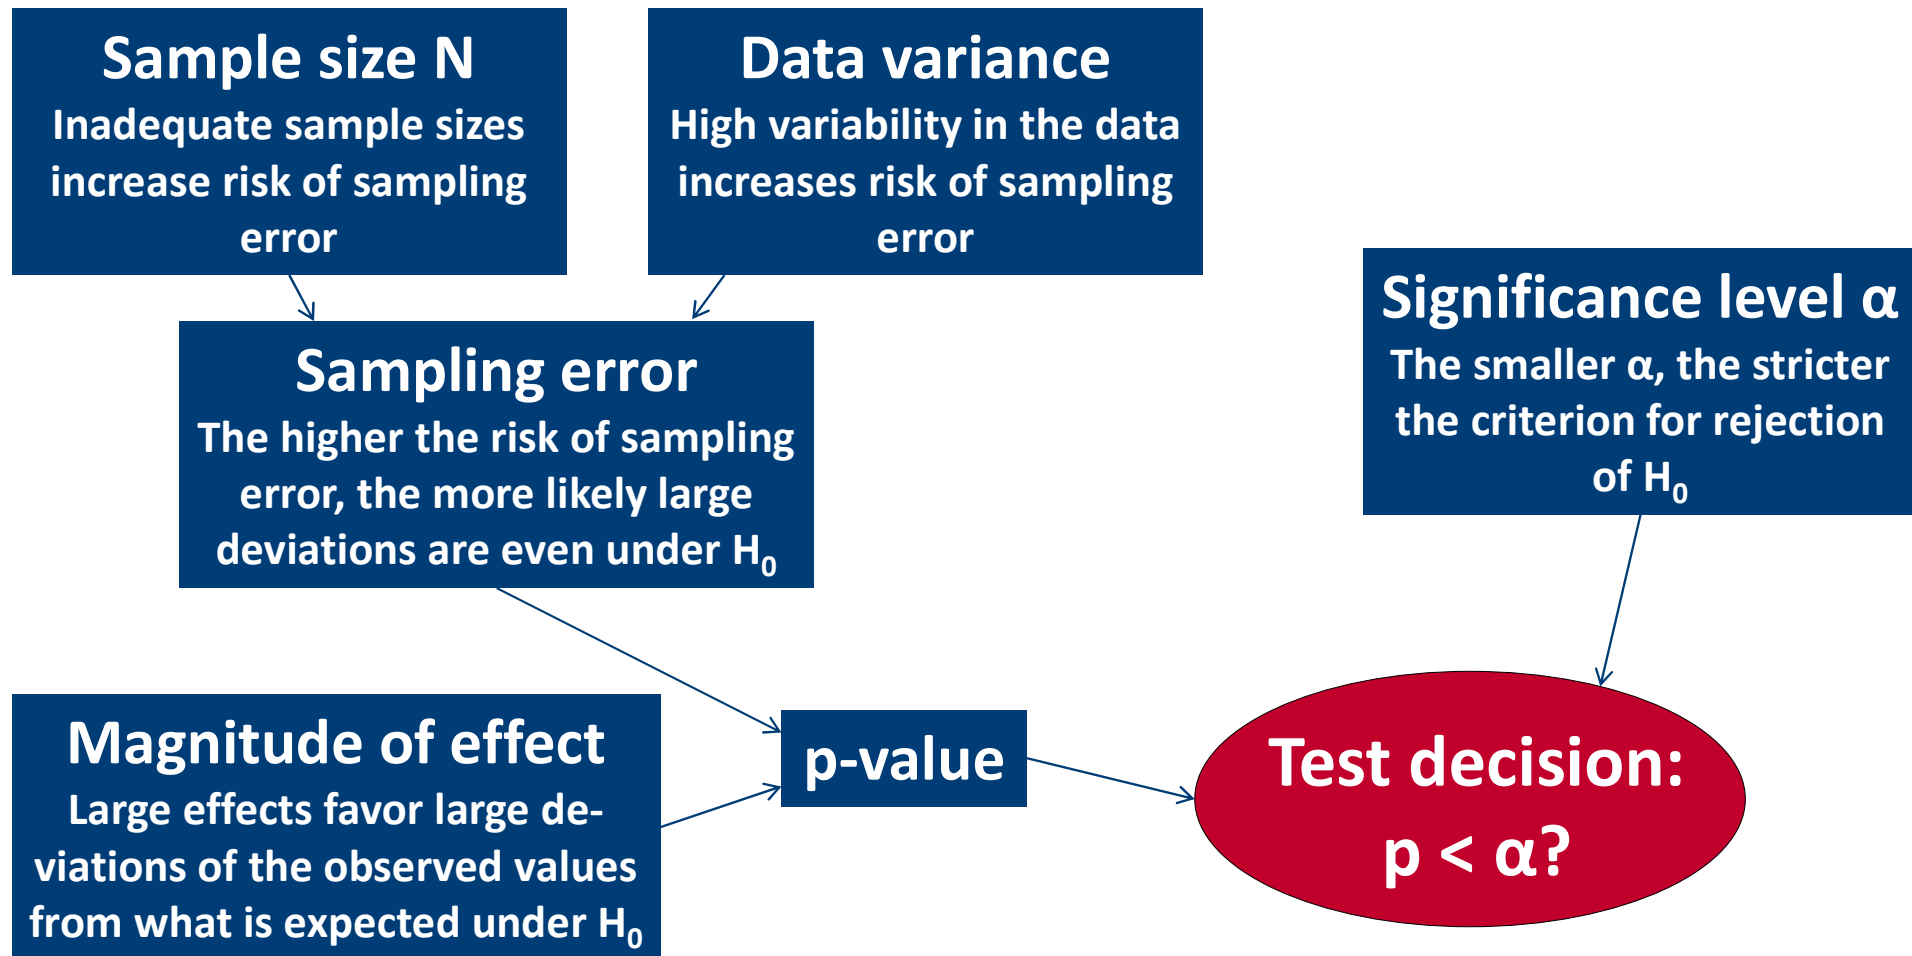 Sample size N
Inadequate sample sizes
increase risk of sampling
error
Data variance
High variability in the data
increases risk of sampling
error
Significance level α
The smaller α, the stricter
the criterion for rejection
of H₀
Sampling error
The higher the risk of sampling
error, the more likely large
deviations are even under H₀
Magnitude of effect
Large effects favor large de-
viations of the observed values
from what is expected under H₀
p-value
Test decision:
p < α?